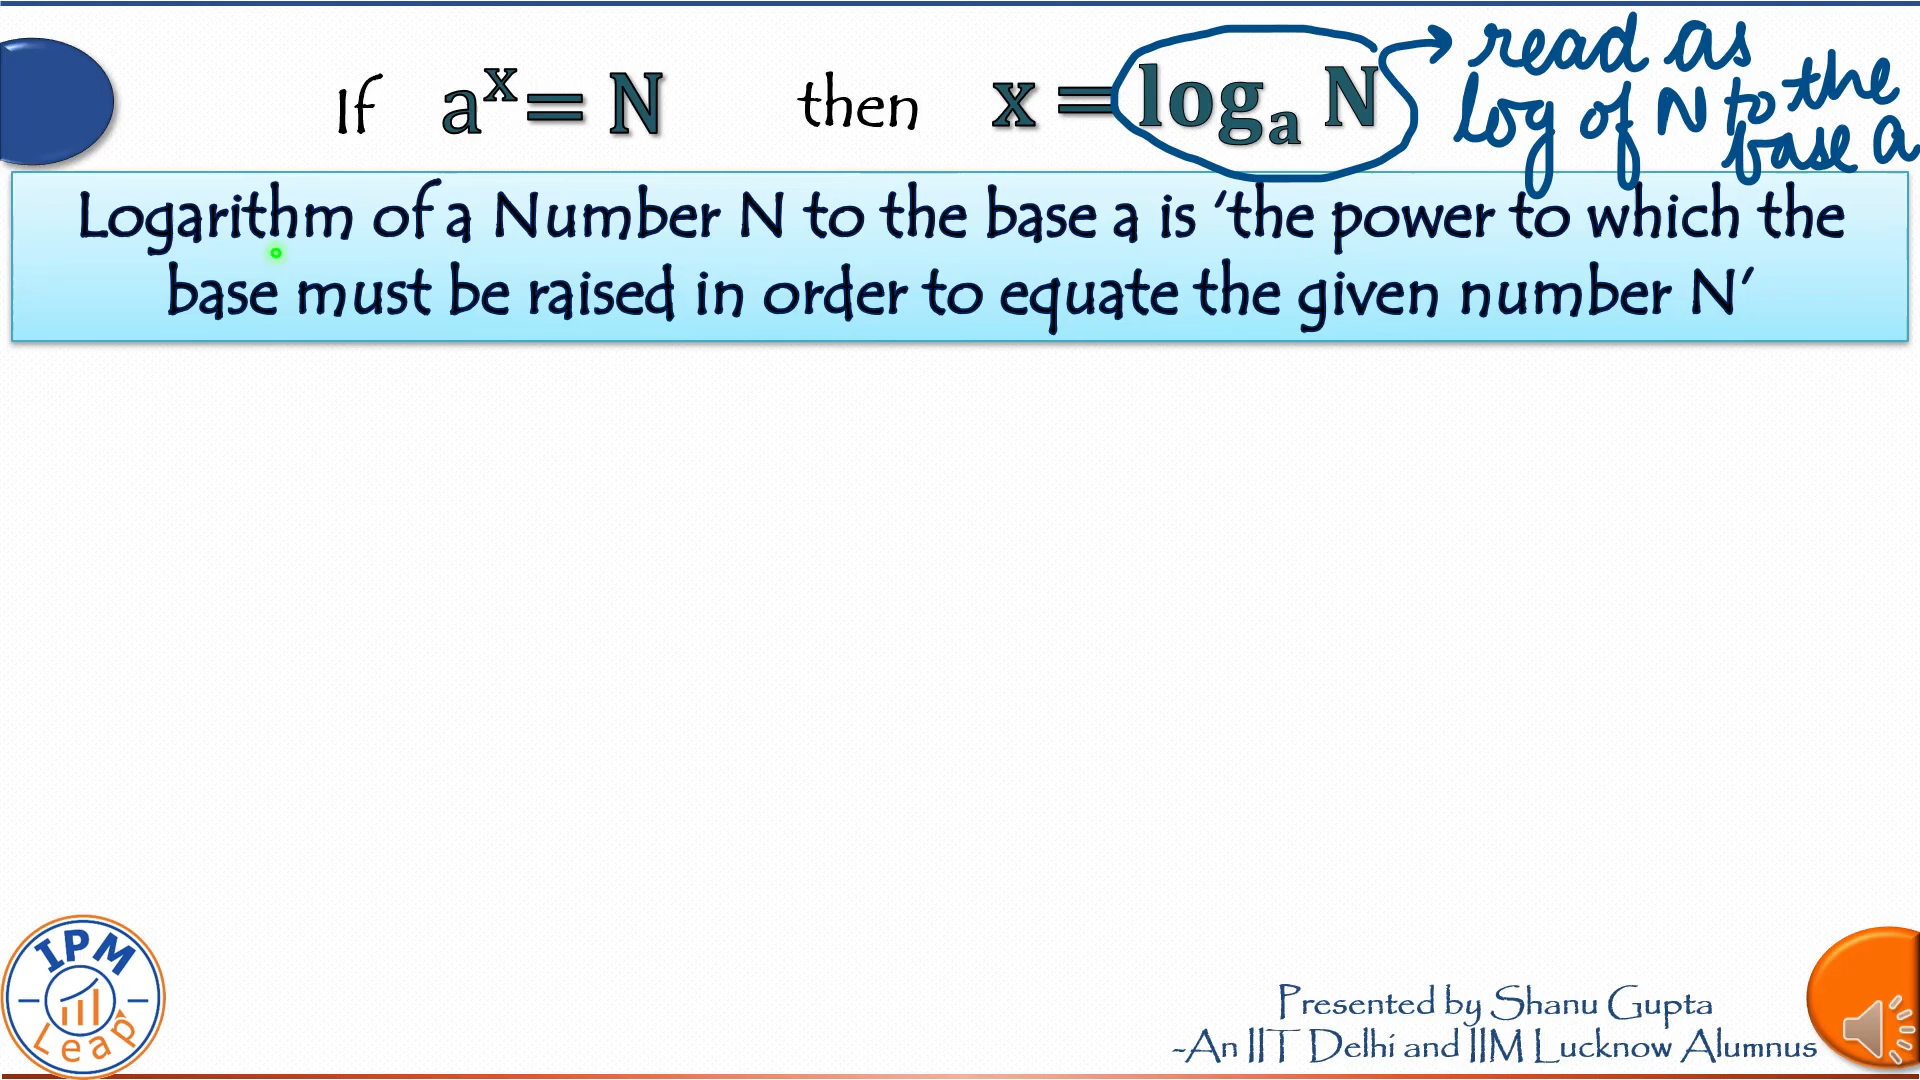 If aˣ = N then x = logₐ N
read as
log of N to the
base a
Logarithm of a Number N to the base a is ‘the power to which the
base must be raised in order to equate the given number N’
IPM
Leap
Presented by Shanu Gupta
-An IIT Delhi and IIM Lucknow Alumnus